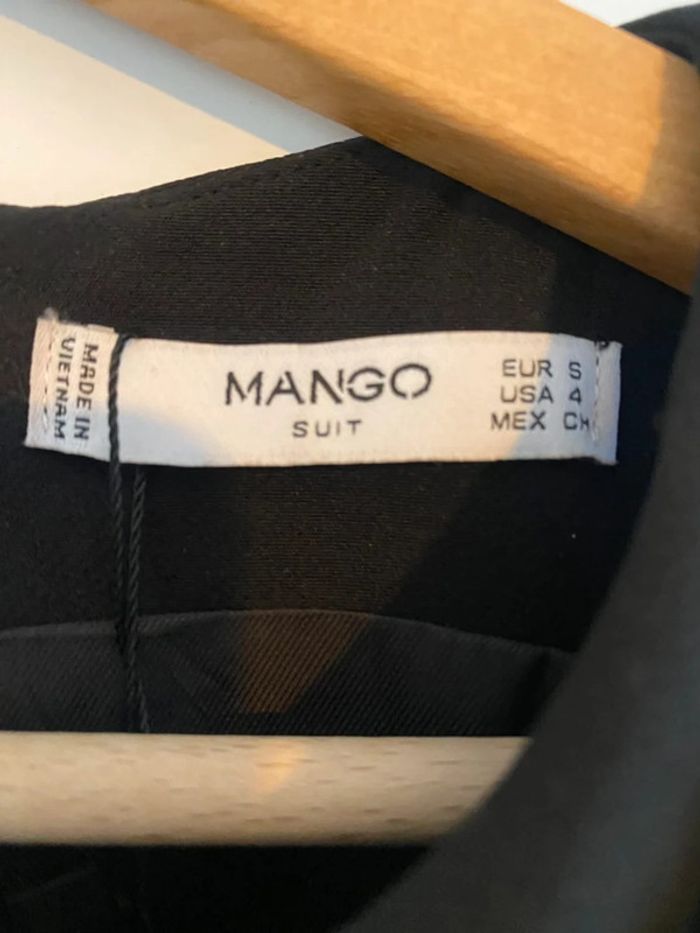 MADE IN
VIETNAM
MANGO
SUIT
EUR S
USA 4
MEX CH